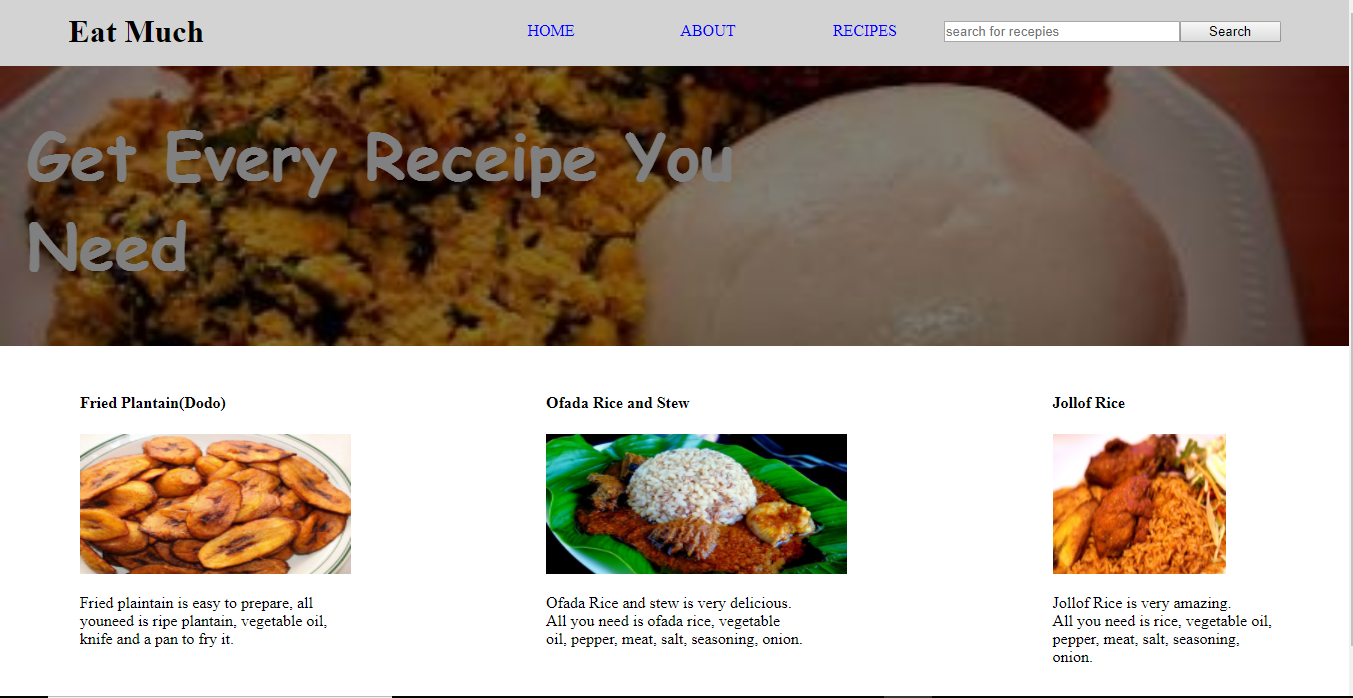 Eat Much
HOME
ABOUT
RECIPES
search for recepies
Search
Get Every Receipe You
Need
Fried Plantain(Dodo)
Fried plaintain is easy to prepare, all
youneed is ripe plantain, vegetable oil,
knife and a pan to fry it.
Ofada Rice and Stew
Ofada Rice and stew is very delicious.
All you need is ofada rice, vegetable
oil, pepper, meat, salt, seasoning, onion.
Jollof Rice
Jollof Rice is very amazing.
All you need is rice, vegetable oil,
pepper, meat, salt, seasoning,
onion.